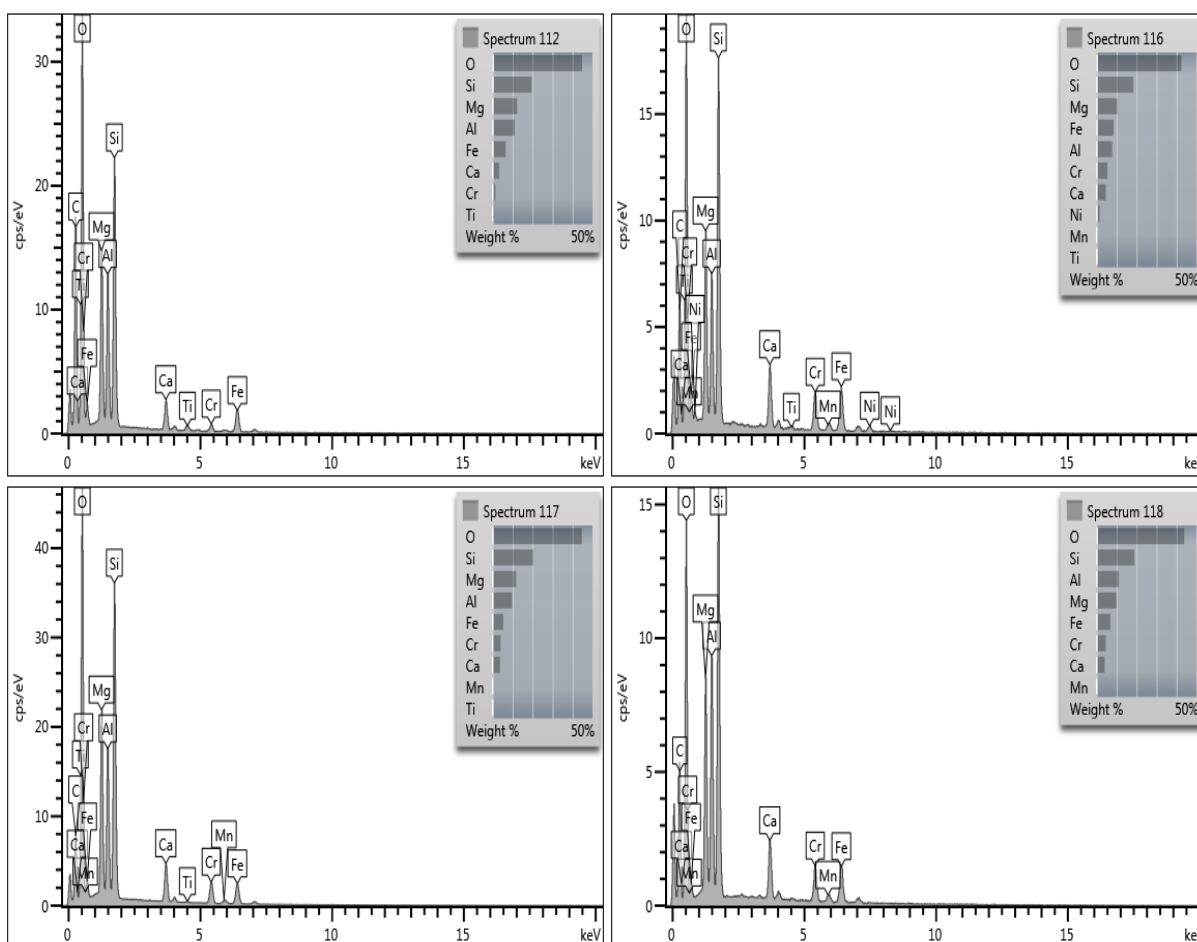 Spectrum 112
O
Si
Mg
Al
Fe
Ca
Cr
Ti
Weight % 50%
O
Si
C
Mg
Cr
Al
T
Fe
Ca
Ca
Ti
Cr
Fe
cps/eV
30
20
10
0
0 5 10 15 keV
Spectrum 116
O
Si
Mg
Fe
Al
Cr
Ca
Ni
Mn
Ti
Weight % 50%
O
Si
Mg
C
Cr
Al
Ni
Fe
Ca
Ca
Ti
Cr
Mn
Fe
Ni
Ni
cps/eV
15
10
5
0
0 5 10 15 keV
Spectrum 117
O
Si
Mg
Al
Fe
Cr
Ca
Mn
Ti
Weight % 50%
O
Si
Mg
Cr
Al
Ti
C
Fe
Ca
Mn
Ca
Ti
Cr
Mn
Fe
cps/eV
40
30
20
10
0
0 5 10 15 keV
Spectrum 118
O
Si
Al
Mg
Fe
Cr
Ca
Mn
Weight % 50%
O
Si
Mg
Al
C
Cr
Fe
Ca
Mn
Ca
Cr
Mn
Fe
cps/eV
15
10
5
0
0 5 10 15 ke